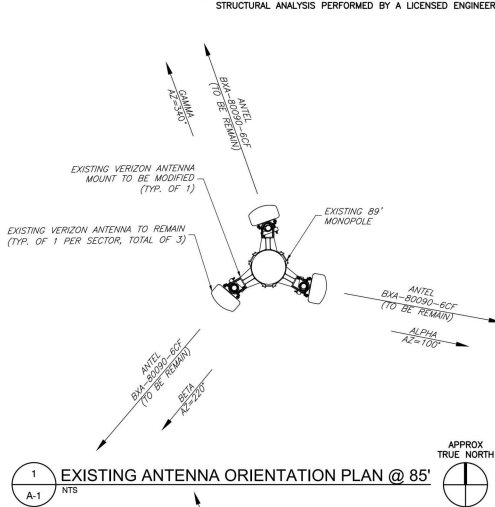 STRUCTURAL ANALYSIS PERFORMED BY A LICENSED ENGINEER
GAMMA
AZ=340°
ANTEL
BXA-80090-6CF
(TO BE REMAIN)
EXISTING VERIZON ANTENNA
MOUNT TO BE MODIFIED
(TYP. OF 1)
EXISTING 89'
MONOPOLE
EXISTING VERIZON ANTENNA TO REMAIN
(TYP. OF 1 PER SECTOR, TOTAL OF 3)
ANTEL
BXA-80090-6CF
(TO BE REMAIN)
ALPHA
AZ=100°
ANTEL
BXA-80090-6CF
(TO BE REMAIN)
BETA
AZ=220°
APPROX
TRUE NORTH
1
A-1
EXISTING ANTENNA ORIENTATION PLAN @ 85'
NTS